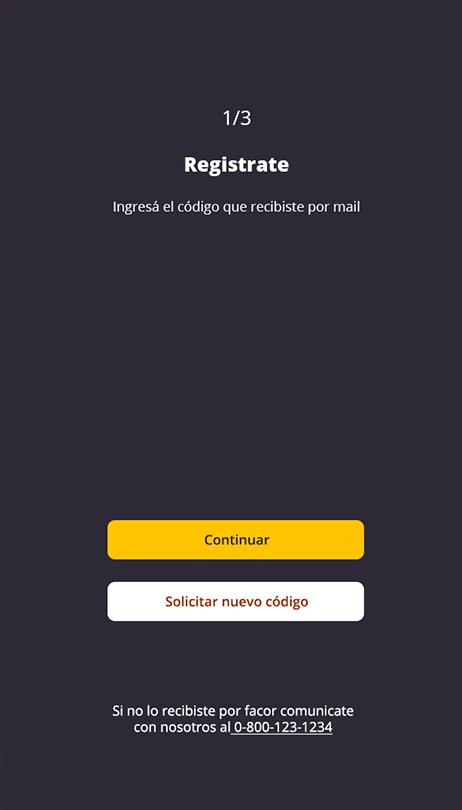 1/3
Registrate
Ingresá el código que recibiste por mail
Continuar
Solicitar nuevo código
Si no lo recibiste por facor comunicate
con nosotros al 0-800-123-1234